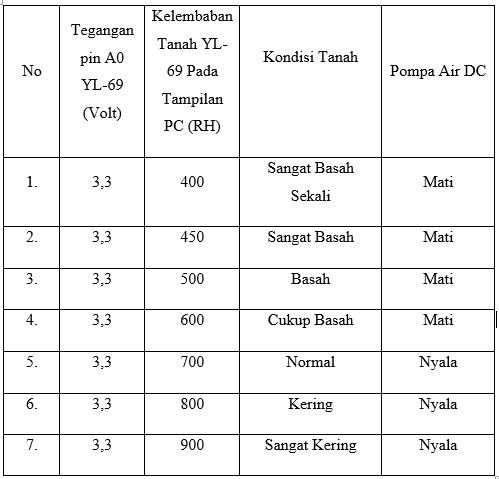 No
Tegangan
pin A0
YL-69
(Volt)
Kelembaban
Tanah YL-
69 Pada
Tampilan
PC (RH)
Kondisi Tanah
Pompa Air DC
1. 3,3 400 Sangat Basah Sekali Mati
2. 3,3 450 Sangat Basah Mati
3. 3,3 500 Basah Mati
4. 3,3 600 Cukup Basah Mati
5. 3,3 700 Normal Nyala
6. 3,3 800 Kering Nyala
7. 3,3 900 Sangat Kering Nyala